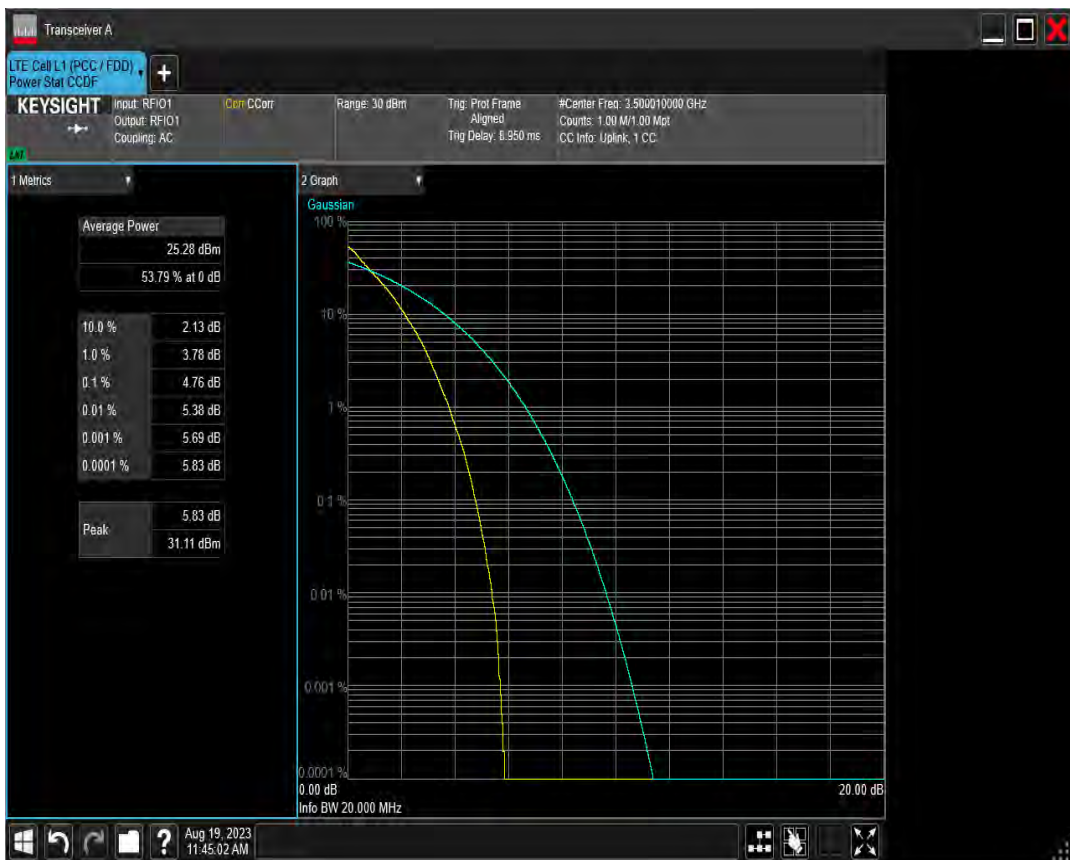 Transceiver A
LTE Cell L1 (PCC / FDD)
Power Stat CCDF
KEYSIGHT
Input: RFIO1
Output: RFIO1
Coupling: AC
Corr CCorr
Range: 30 dBm
Trig: Prot Frame
Aligned
Trig Delay: 8.950 ms
#Center Freq: 3.500010000 GHz
Counts: 1.00 M/1.00 Mpt
CC Info: Uplink, 1 CC
1 Metrics
Average Power
25.28 dBm
53.79 % at 0 dB
10.0 % 2.13 dB
1.0 % 3.78 dB
0.1 % 4.76 dB
0.01 % 5.38 dB
0.001 % 5.69 dB
0.0001 % 5.83 dB
Peak
5.83 dB
31.11 dBm
2 Graph
Gaussian
100 %
10 %
1 %
0.1 %
0.01 %
0.001 %
0.0001 %
0.00 dB
20.00 dB
Info BW 20.000 MHz
Aug 19, 2023
11:45:02 AM